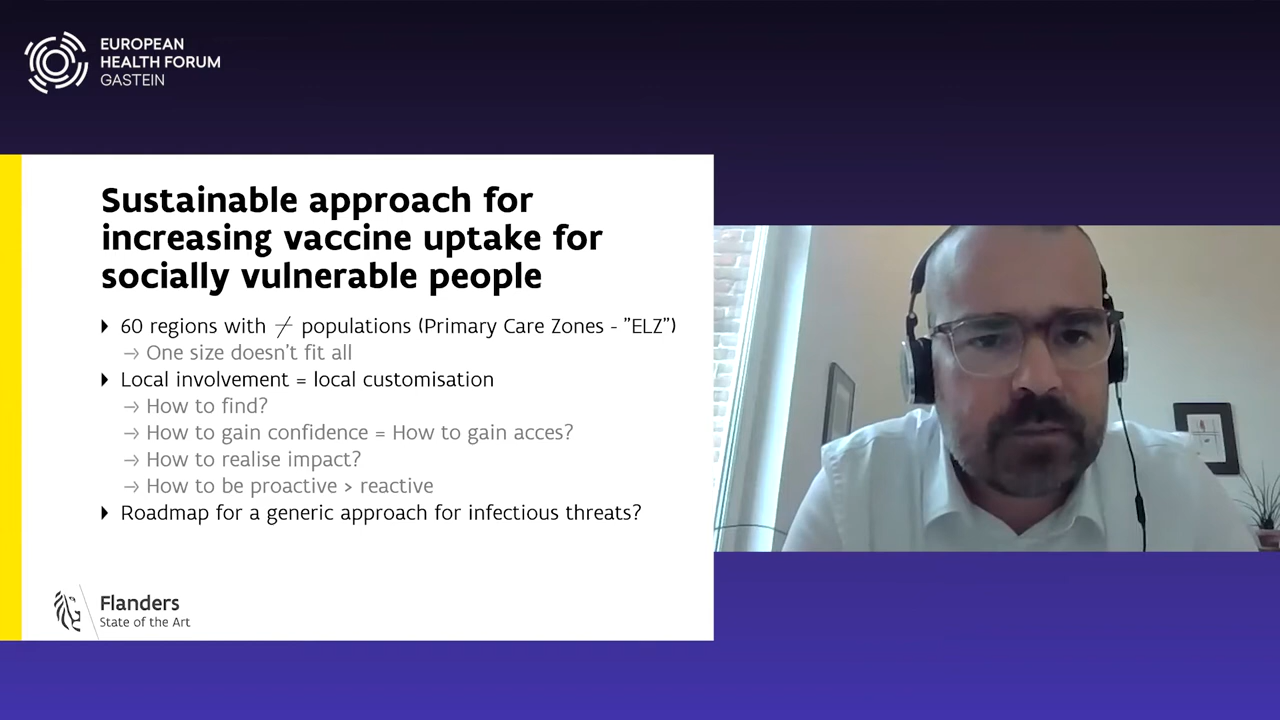 EUROPEAN
HEALTH FORUM
GASTEIN
Sustainable approach for
increasing vaccine uptake for
socially vulnerable people
60 regions with ≠ populations (Primary Care Zones - "ELZ")
→ One size doesn't fit all
Local involvement = local customisation
→ How to find?
→ How to gain confidence = How to gain acces?
→ How to realise impact?
→ How to be proactive > reactive
Roadmap for a generic approach for infectious threats?
Flanders
State of the Art